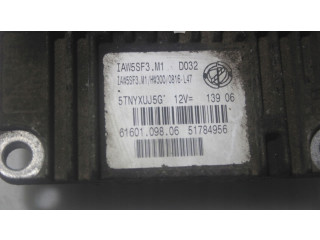 IAW5SF3.M1 D032
IAW5SF3.M1/HW300/0816-L47
5TNYXUJ5G' 12V= 139 06
61601.098.06 51784956